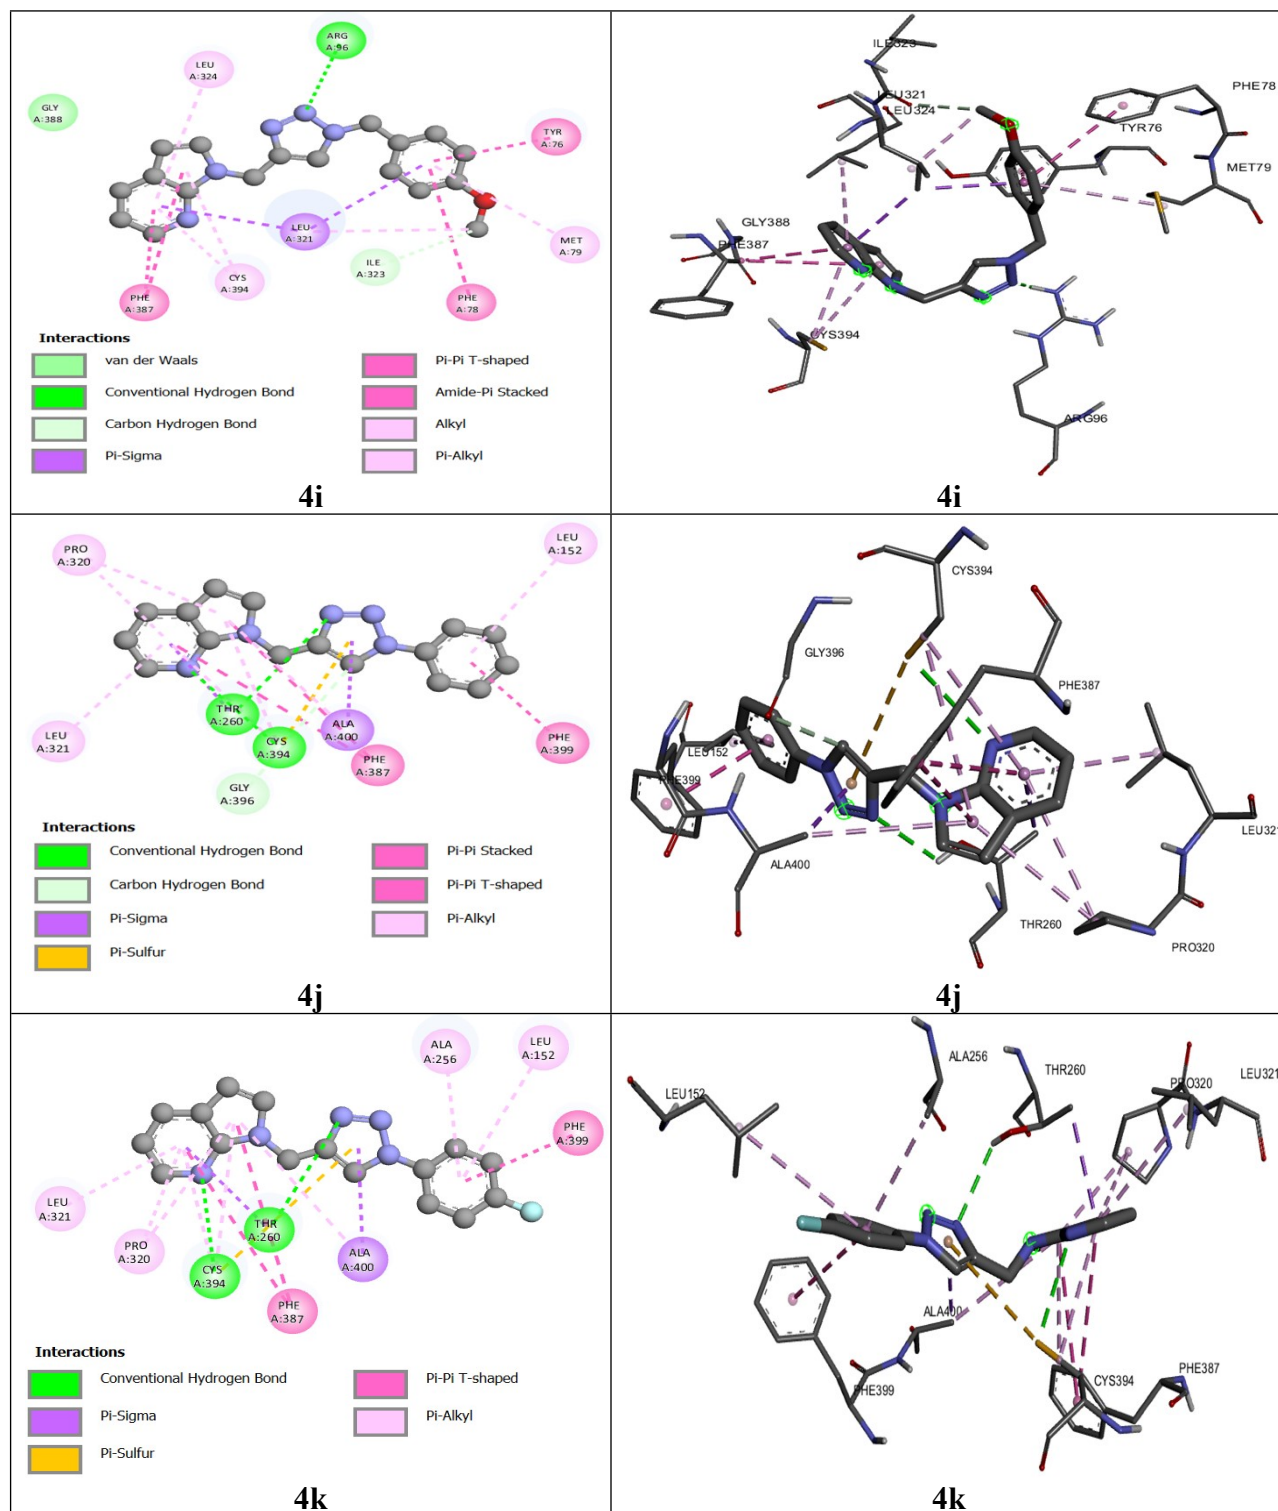 ARG
A:96
LEU
A:324
GLY
A:388
TYR
A:76
LEU
A:321
MET
A:79
ILE
A:323
CYS
A:394
PHE
A:387
PHE
A:78
Interactions
van der Waals
Conventional Hydrogen Bond
Carbon Hydrogen Bond
Pi-Sigma
Pi-Pi T-shaped
Amide-Pi Stacked
Alkyl
Pi-Alkyl
4i
ILE323
LEU321
LEU324
PHE78
TYR76
MET79
GLY388
PHE387
CYS394
ARG96
4i
PRO
A:320
LEU
A:152
LEU
A:321
THR
A:260
CYS
A:394
ALA
A:400
PHE
A:387
PHE
A:399
GLY
A:396
Interactions
Conventional Hydrogen Bond
Carbon Hydrogen Bond
Pi-Sigma
Pi-Sulfur
Pi-Pi Stacked
Pi-Pi T-shaped
Pi-Alkyl
4j
CYS394
GLY396
PHE387
LEU152
PHE399
LEU321
ALA400
THR260
PRO320
4j
ALA
A:256
LEU
A:152
PHE
A:399
LEU
A:321
PRO
A:320
THR
A:260
CYS
A:394
ALA
A:400
PHE
A:387
Interactions
Conventional Hydrogen Bond
Pi-Sigma
Pi-Sulfur
Pi-Pi T-shaped
Pi-Alkyl
4k
ALA256
THR260
LEU152
PRO320
LEU321
ALA400
PHE399
CYS394
PHE387
4k